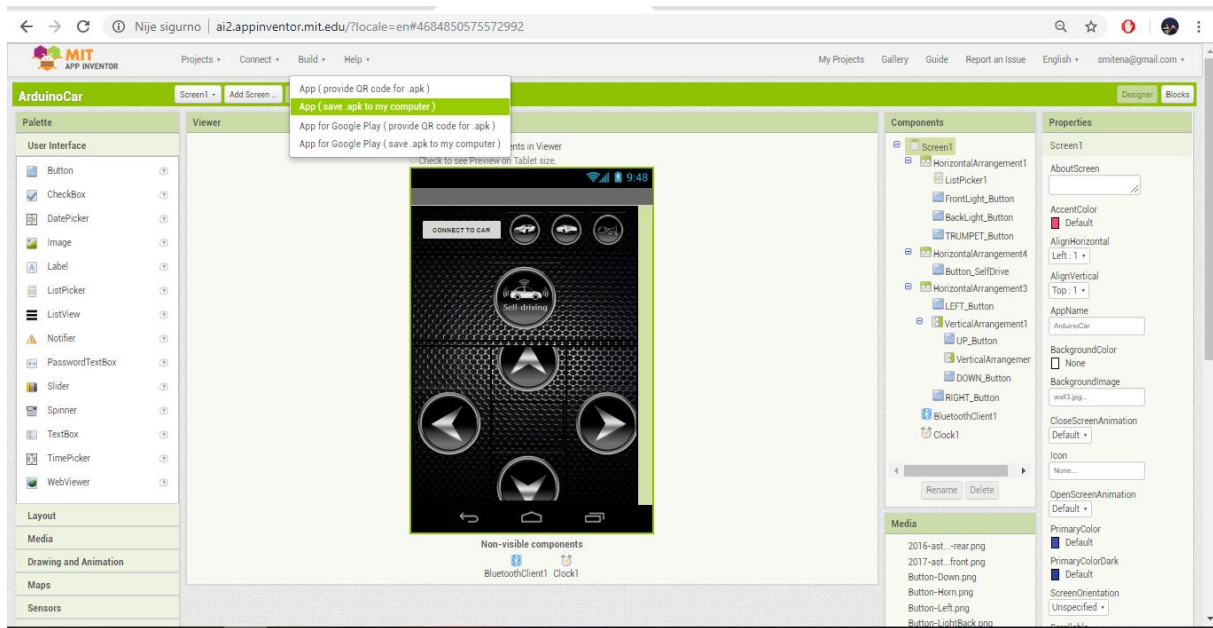 Nije sigurno | ai2.appinventor.mit.edu/?locale=en#4684850575572992
MIT
APP INVENTOR
Projects
Connect
Build
Help
My Projects
Gallery
Guide
Report an Issue
English
smitena@gmail.com
ArduinoCar
Screen1
Add Screen ...
App ( provide QR code for .apk )
App ( save .apk to my computer )
App for Google Play ( provide QR code for .apk )
App for Google Play ( save .apk to my computer )
Designer
Blocks
Palette
User Interface
Button
CheckBox
DatePicker
Image
Label
ListPicker
ListView
Notifier
PasswordTextBox
Slider
Spinner
TextBox
TimePicker
WebViewer
Layout
Media
Drawing and Animation
Maps
Sensors
Viewer
in Viewer
Check to see Preview on Tablet size.
9:48
CONNECT TO CAR
Self-driving
Non-visible components
BluetoothClient1
Clock1
Components
Screen1
HorizontalArrangement1
ListPicker1
FrontLight_Button
BackLight_Button
TRUMPET_Button
HorizontalArrangement4
Button_SelfDrive
HorizontalArrangement3
LEFT_Button
VerticalArrangement1
UP_Button
VerticalArrangemer
DOWN_Button
RIGHT_Button
BluetoothClient1
Clock1
Rename
Delete
Media
2016-ast...-rear.png
2017-ast...front.png
Button-Down.png
Button-Horn.png
Button-Left.png
Button-LightBack.png
Properties
Screen1
AboutScreen
AccentColor
Default
AlignHorizontal
Left : 1
AlignVertical
Top : 1
AppName
ArduinoCar
BackgroundColor
None
BackgroundImage
wall3.jpg...
CloseScreenAnimation
Default
Icon
None...
OpenScreenAnimation
Default
PrimaryColor
Default
PrimaryColorDark
Default
ScreenOrientation
Unspecified